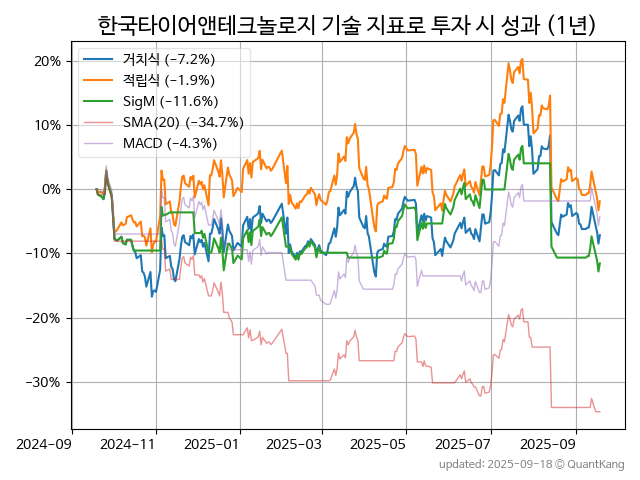 한국타이어앤테크놀로지 기술 지표로 투자 시 성과 (1년)
거치식 (−7.2%)
적립식 (−1.9%)
SigM (−11.6%)
SMA(20) (−34.7%)
MACD (−4.3%)
20%
10%
0%
−10%
−20%
−30%
2024-09 2024-11 2025-01 2025-03 2025-05 2025-07 2025-09
updated: 2025-09-18 © QuantKang